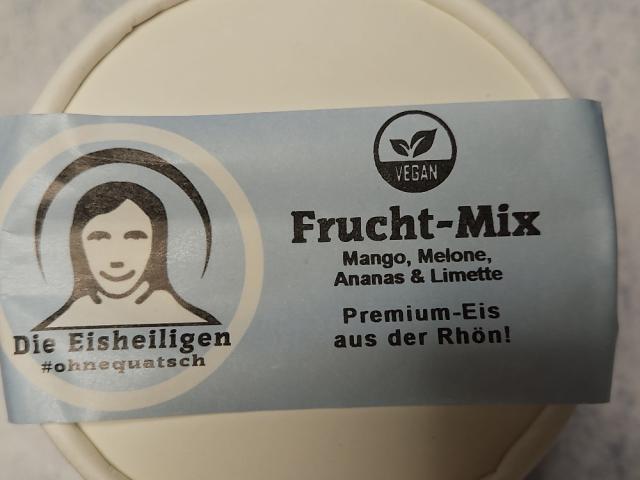 VEGAN
Frucht-Mix
Mango, Melone,
Ananas & Limette
Premium-Eis
aus der Rhön!
Die Eisheiligen
#ohnequatsch